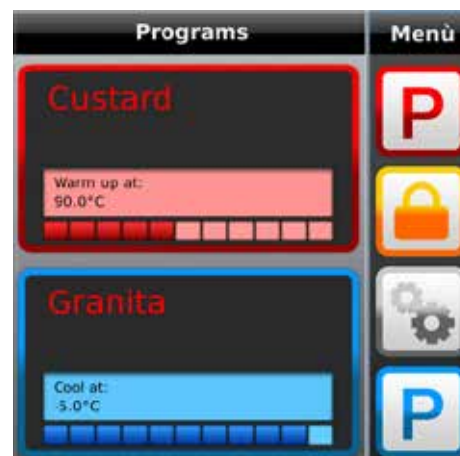 Programs
Menù
Custard
P
Warm up at:
90.0°C
Granita
Cool at:
-5.0°C
P